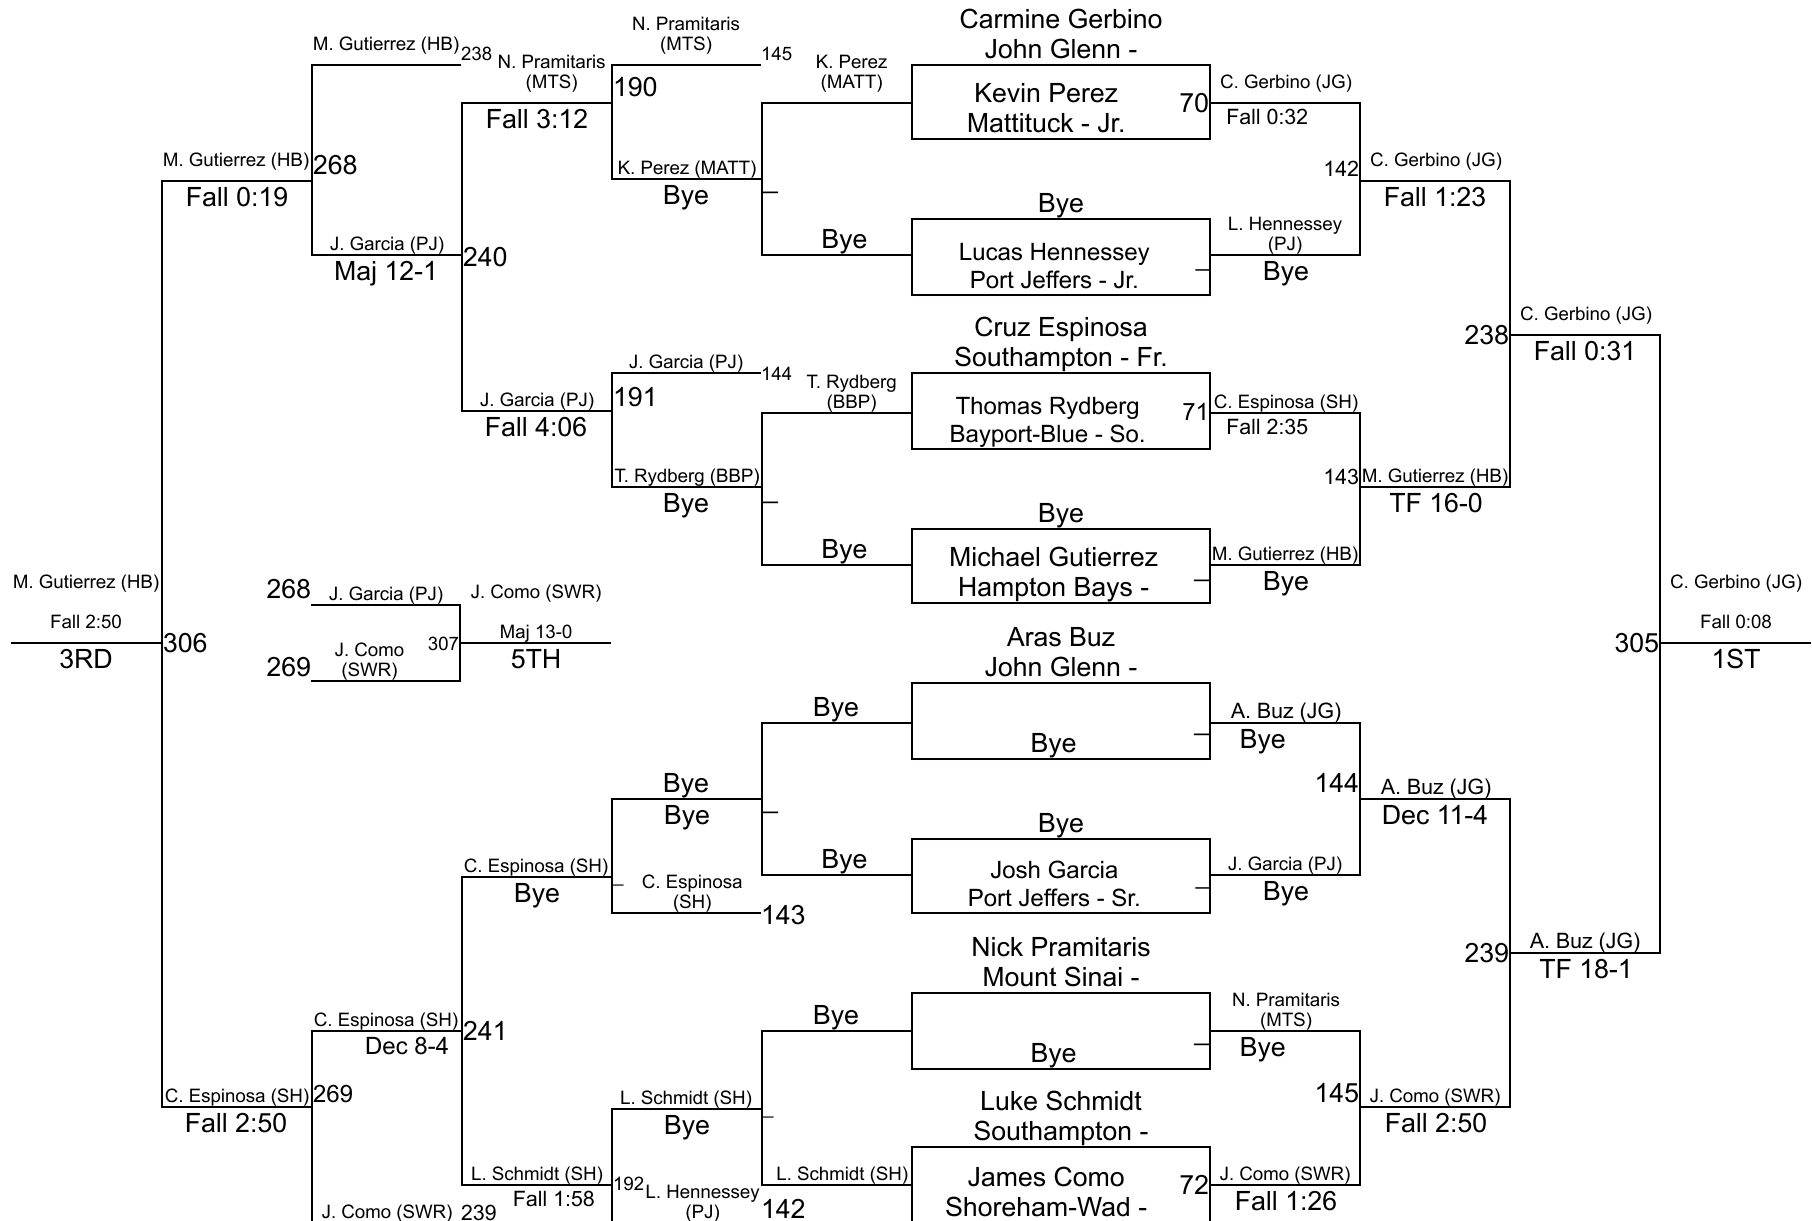 Carmine Gerbino
John Glenn -
N. Pramitaris
(MTS)
M. Gutierrez (HB)
238
N. Pramitaris
(MTS)
145
K. Perez
(MATT)
190
Kevin Perez
Mattituck - Jr.
70
C. Gerbino (JG)
Fall 0:32
Fall 3:12
M. Gutierrez (HB)
268
Fall 0:19
K. Perez (MATT)
Bye
142
C. Gerbino (JG)
Fall 1:23
Bye
J. Garcia (PJ)
Maj 12-1
240
Bye
Lucas Hennessey
Port Jeffers - Jr.
L. Hennessey
(PJ)
Bye
Cruz Espinosa
Southampton - Fr.
238
C. Gerbino (JG)
Fall 0:31
J. Garcia (PJ)
144
T. Rydberg
(BBP)
J. Garcia (PJ)
191
Fall 4:06
Thomas Rydberg
Bayport-Blue - So.
71
C. Espinosa (SH)
Fall 2:35
T. Rydberg (BBP)
Bye
143
M. Gutierrez (HB)
TF 16-0
Bye
Bye
Michael Gutierrez
Hampton Bays -
M. Gutierrez (HB)
Bye
M. Gutierrez (HB)
Fall 2:50
3RD
306
268
J. Garcia (PJ)
J. Como (SWR)
269
J. Como
(SWR)
307
Maj 13-0
5TH
C. Gerbino (JG)
305
Fall 0:08
1ST
Aras Buz
John Glenn -
Bye
Bye
A. Buz (JG)
Bye
Bye
Bye
144
A. Buz (JG)
Dec 11-4
Bye
C. Espinosa (SH)
Bye
C. Espinosa
(SH)
143
Bye
Josh Garcia
Port Jeffers - Sr.
J. Garcia (PJ)
Bye
Nick Pramitaris
Mount Sinai -
239
A. Buz (JG)
TF 18-1
C. Espinosa (SH)
Dec 8-4
241
Bye
Bye
N. Pramitaris
(MTS)
Bye
C. Espinosa (SH)
269
Fall 2:50
L. Schmidt (SH)
Bye
Luke Schmidt
Southampton -
145
J. Como (SWR)
Fall 2:50
L. Schmidt (SH)
Fall 1:58
192
L. Hennessey
(PJ)
142
L. Schmidt (SH)
James Como
Shoreham-Wad -
72
J. Como (SWR)
Fall 1:26
J. Como (SWR)
239